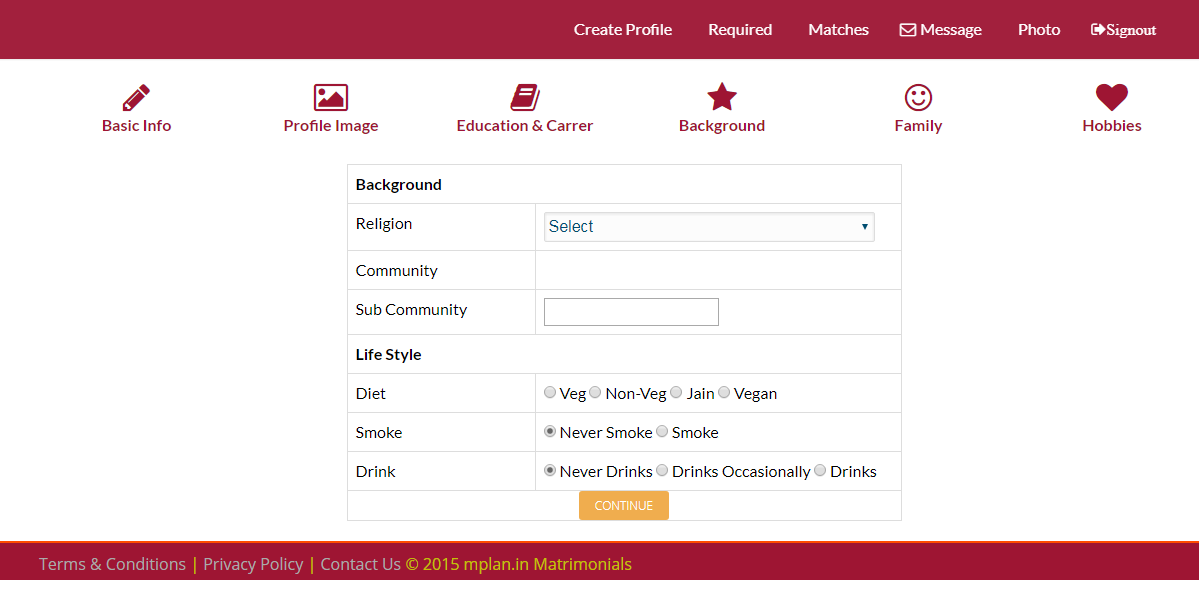 Create Profile Required Matches Message Photo Signout
Basic Info Profile Image Education & Carrer Background Family Hobbies
Background
Religion Select
Community
Sub Community
Life Style
Diet Veg Non-Veg Jain Vegan
Smoke Never Smoke Smoke
Drink Never Drinks Drinks Occasionally Drinks
CONTINUE
Terms & Conditions | Privacy Policy | Contact Us © 2015 mplan.in Matrimonials